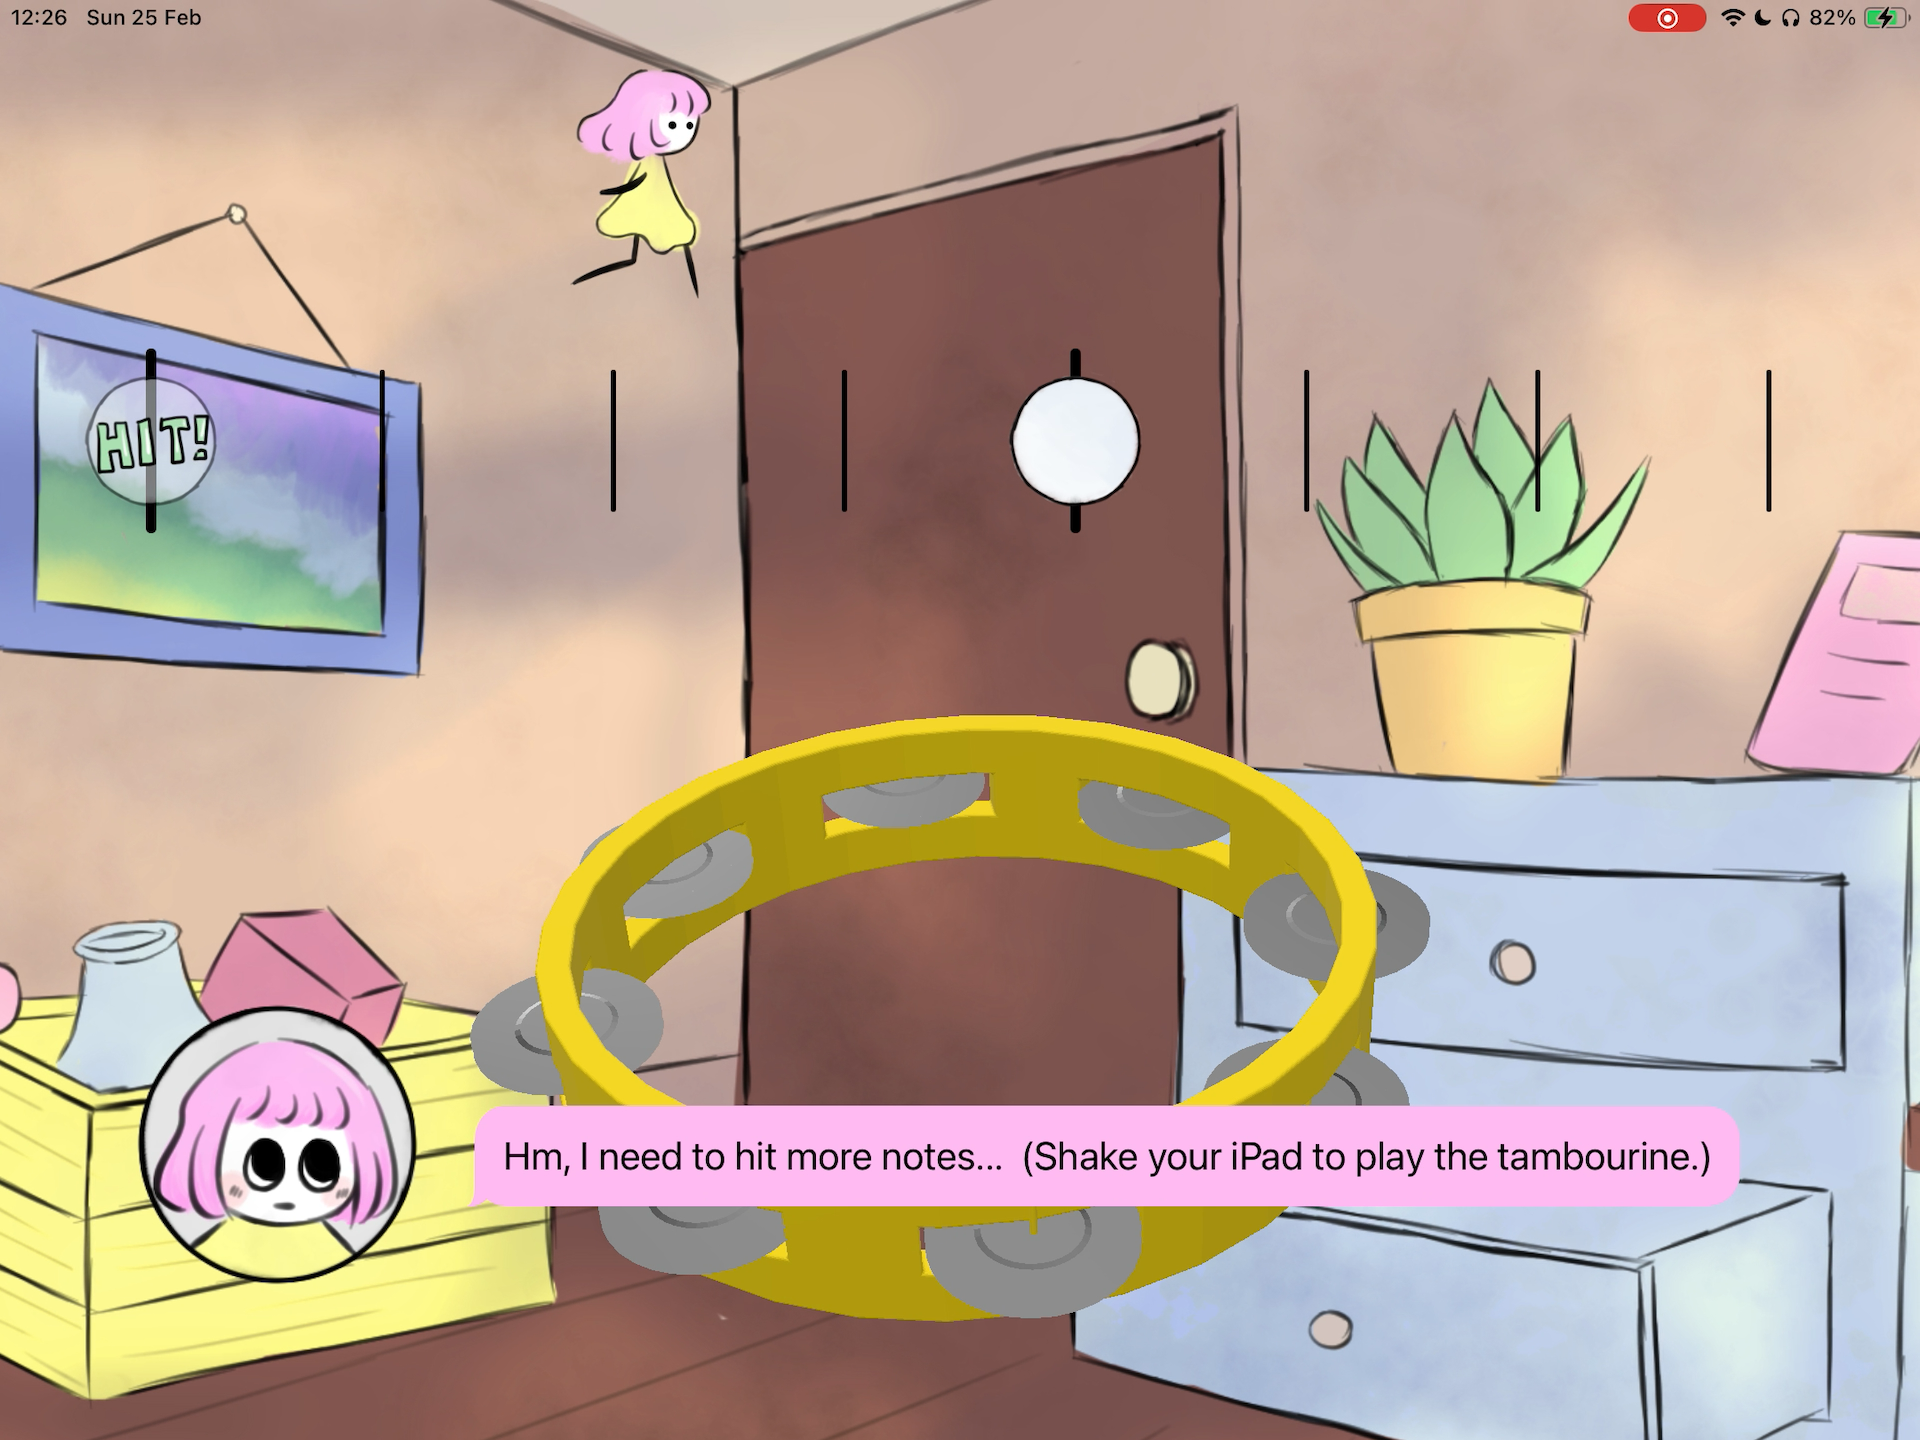 12:26 Sun 25 Feb
82%
HIT!
Hm, I need to hit more notes... (Shake your iPad to play the tambourine.)